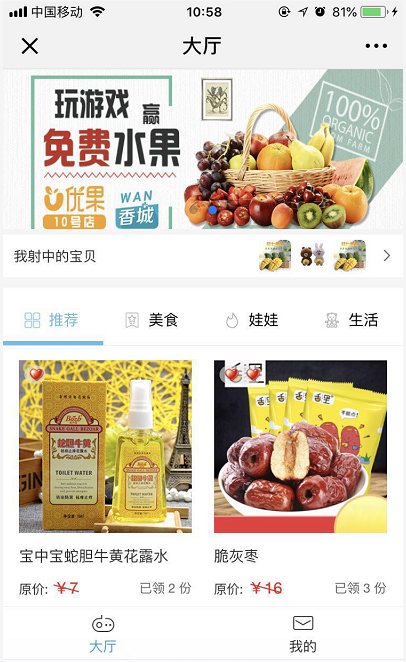 中国移动
10:58
81%
大厅
玩游戏
赢
免费水果
100%
ORGANIC
FARM
优果
10号店
WAN
香城
我射中的宝贝
推荐
美食
娃娃
生活
蛇胆牛黄
SNAKE GALL BEZOAR
TOILET WATER
宝中宝蛇胆牛黄花露水
脆灰枣
原价: ¥7
已领 2 份
原价: ¥16
已领 3 份
大厅
我的